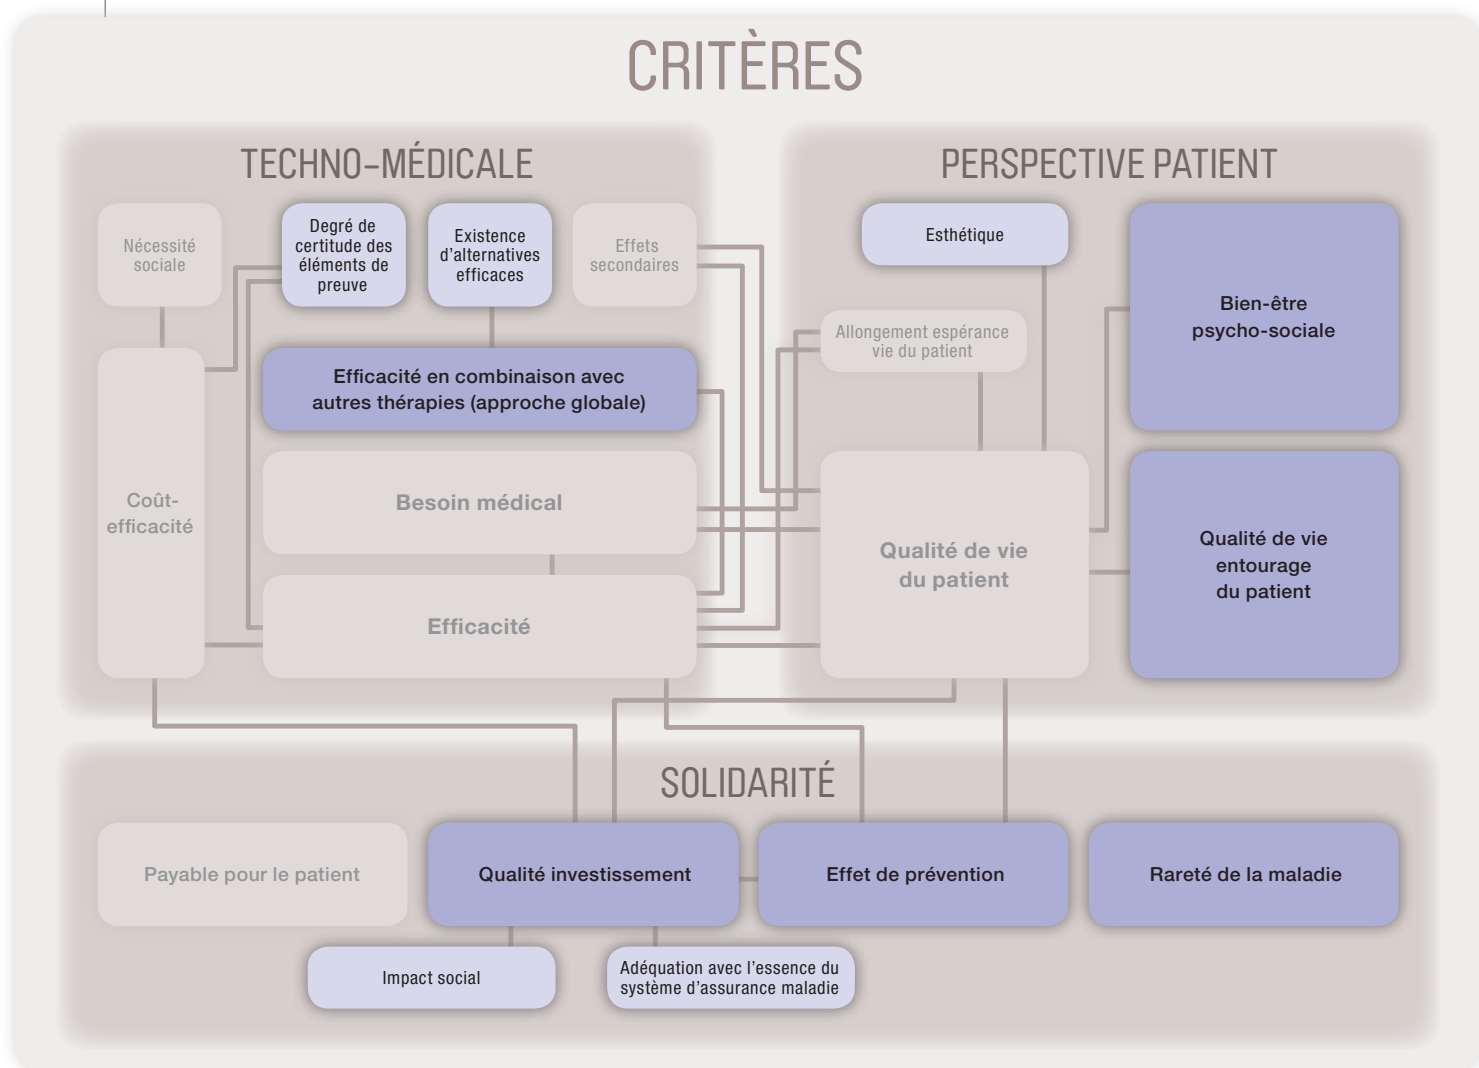 CRITÈRES
TECHNO-MÉDICALE
Nécessité
sociale
Degré de
certitude des
éléments de
preuve
Existence
d'alternatives
efficaces
Effets
secondaires
Efficacité en combinaison avec
autres thérapies (approche globale)
Coût-
efficacité
Besoin médical
Efficacité
PERSPECTIVE PATIENT
Esthétique
Allongement espérance
vie du patient
Bien-être
psycho-sociale
Qualité de vie
du patient
Qualité de vie
entourage
du patient
SOLIDARITÉ
Payable pour le patient
Qualité investissement
Effet de prévention
Rareté de la maladie
Impact social
Adéquation avec l'essence du
système d'assurance maladie